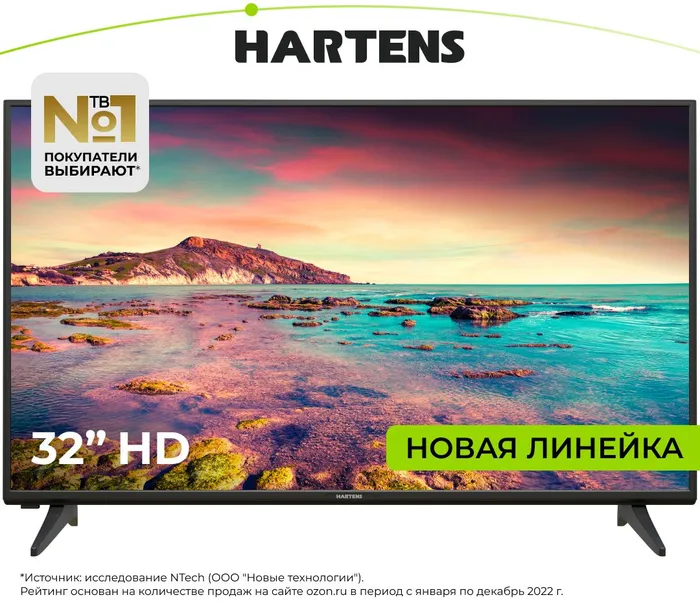 HARTENS
ТВ
№1
ПОКУПАТЕЛИ
ВЫБИРАЮТ*
32” HD
НОВАЯ ЛИНЕЙКА
HARTENS
*Источник: исследование NTech (ООО "Новые технологии").
Рейтинг основан на количестве продаж на сайте ozon.ru в период с января по декабрь 2022 г.